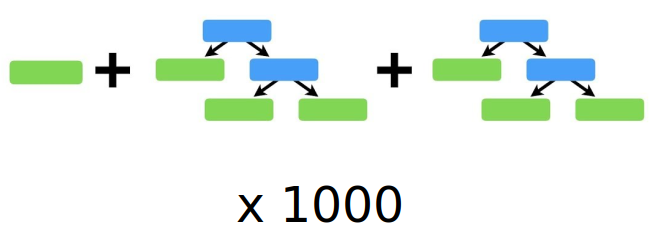 + +
x 1000